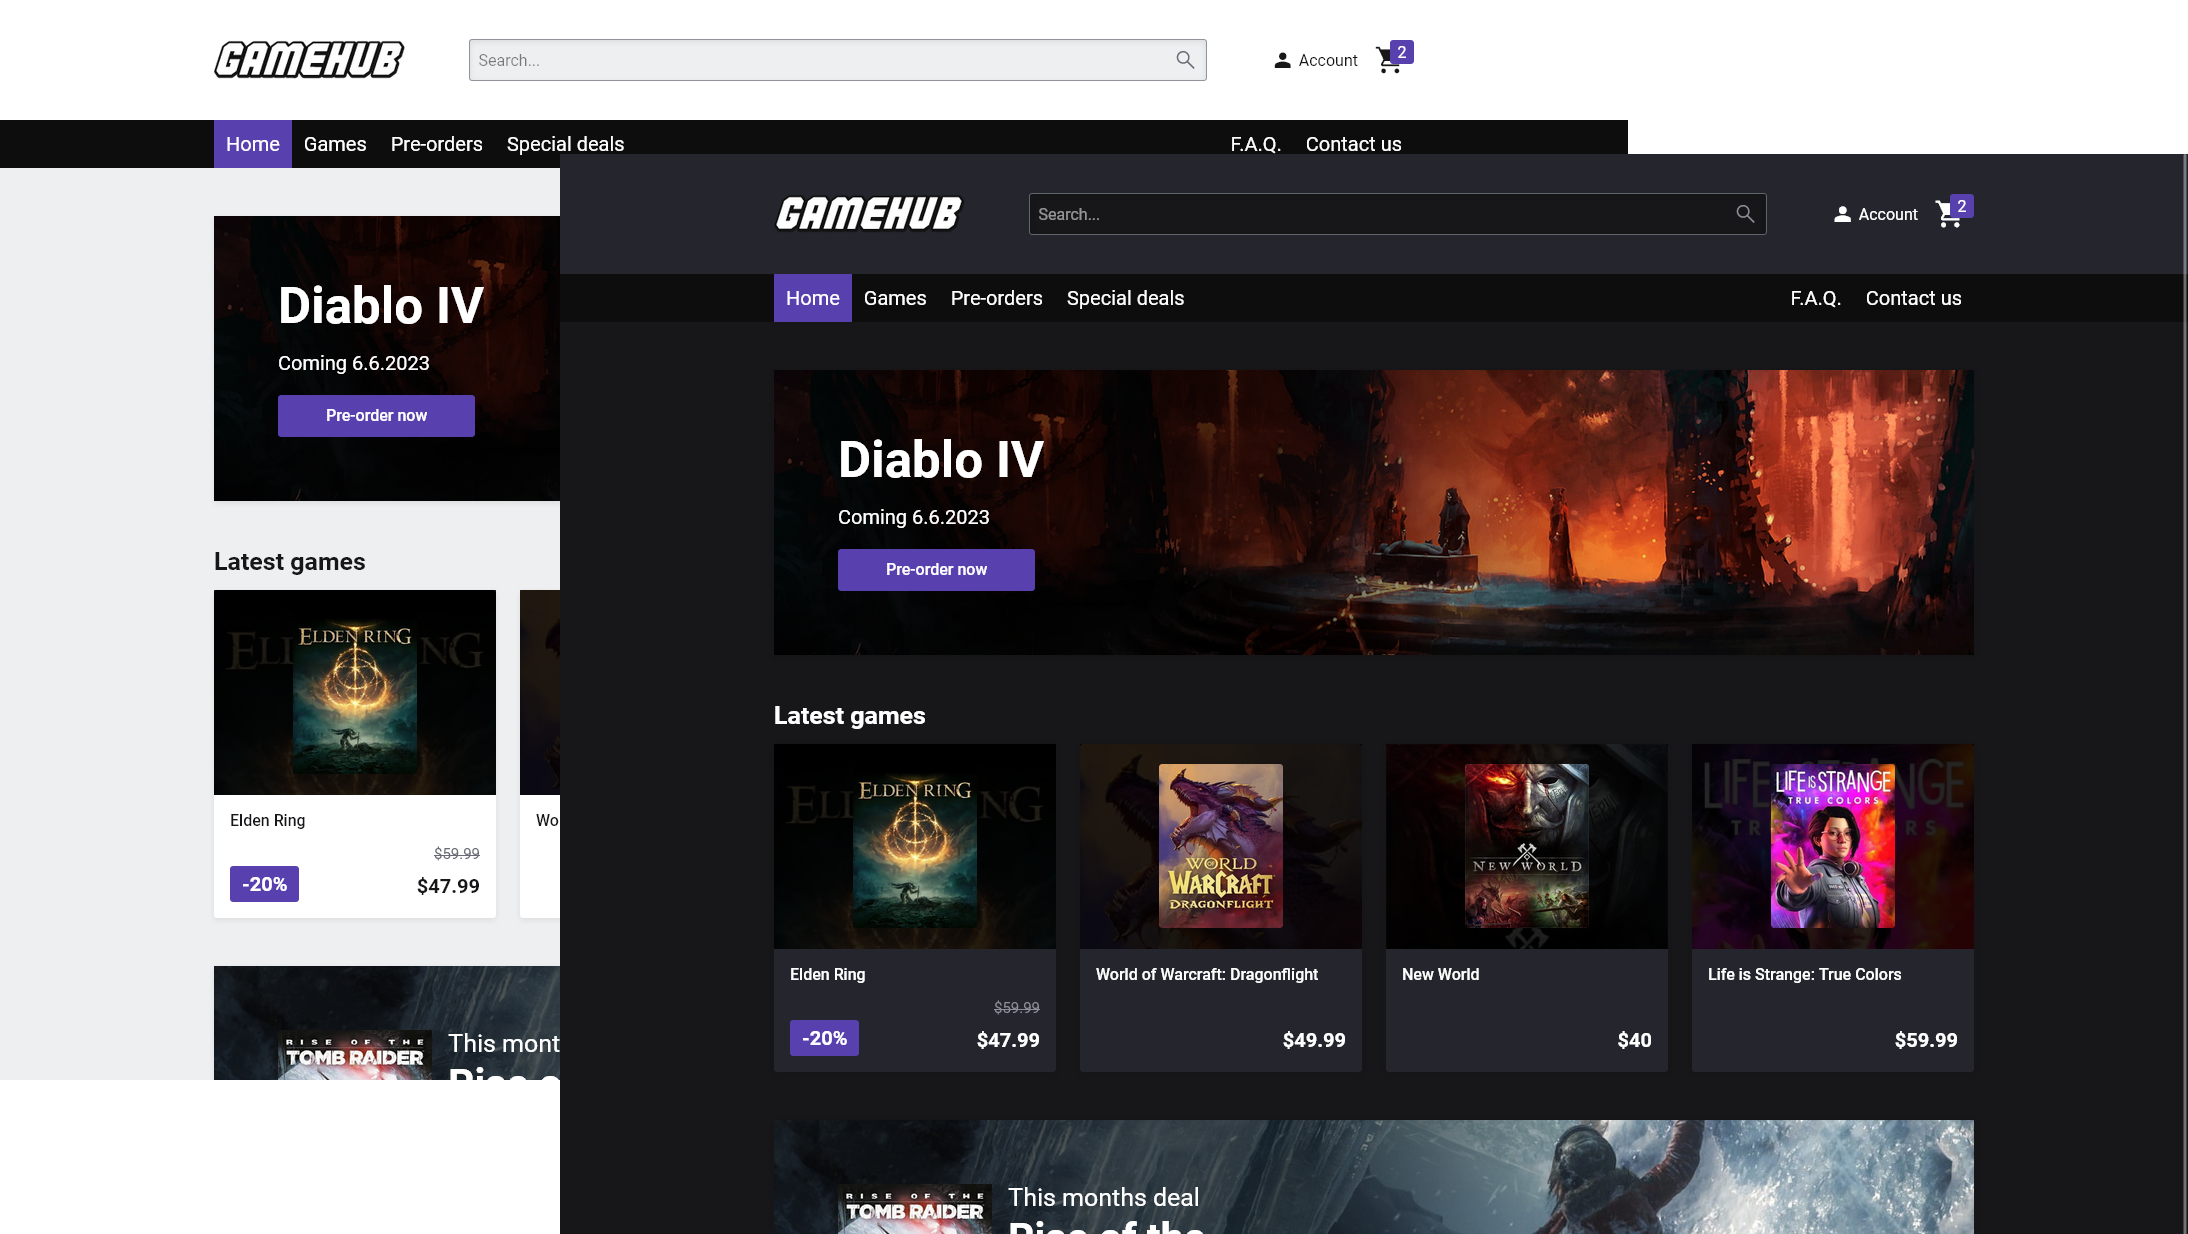 GAMEHUB
Search...
Account
2
Home Games Pre-orders Special deals F.A.Q. Contact us
Diablo IV
Coming 6.6.2023
Pre-order now
Latest games
ELDEN RING
Elden Ring
$59.99
-20%
$47.99
Wo
RISE OF THE
TOMB RAIDER
This mont
GAMEHUB
Search...
Account
2
Home Games Pre-orders Special deals F.A.Q. Contact us
Diablo IV
Coming 6.6.2023
Pre-order now
Latest games
ELDEN RING
Elden Ring
$59.99
-20%
$47.99
WORLD OF
WARCRAFT
DRAGONFLIGHT
World of Warcraft: Dragonflight
$49.99
NEW WORLD
New World
$40
LIFE IS STRANGE
TRUE COLORS
Life is Strange: True Colors
$59.99
RISE OF THE
TOMB RAIDER
This months deal
Rise of the